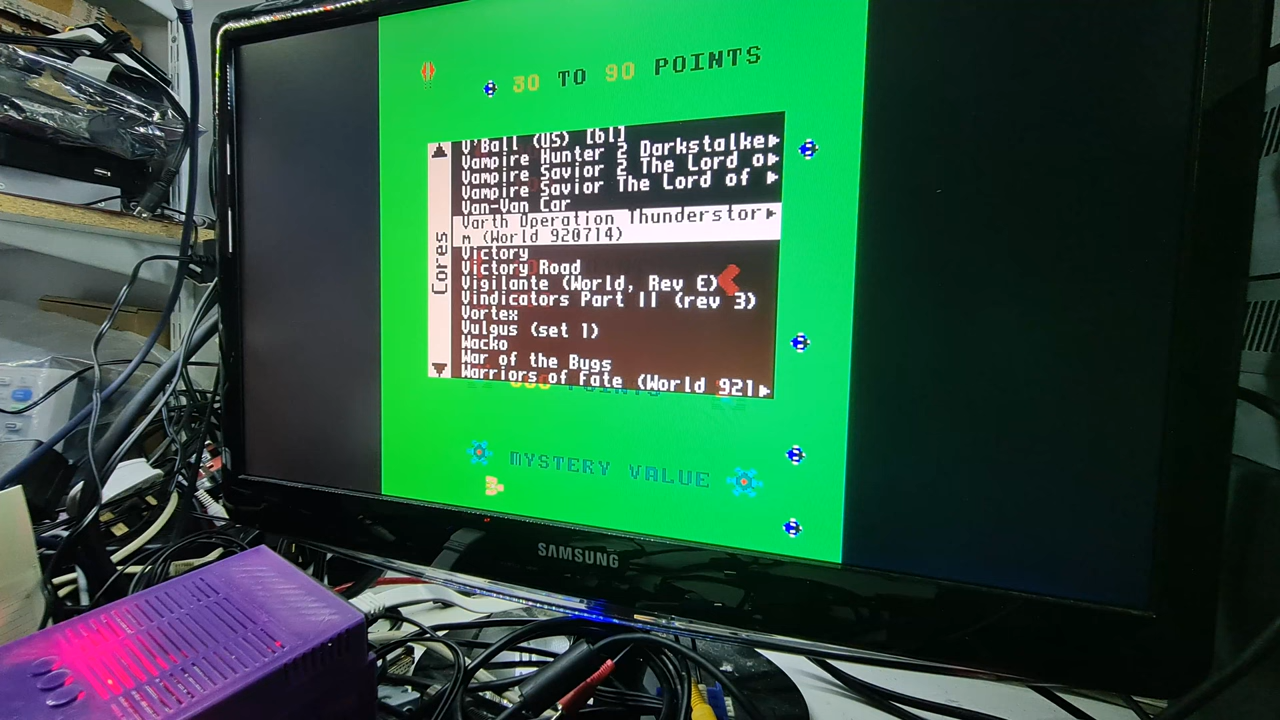 30 TO 90 POINTS
V'Ball (US) [bl]
Vampire Hunter 2 Darkstalke
Vampire Savior 2 The Lord o
Vampire Savior The Lord of
Van-Van Car
Varth Operation Thunderstor
m (World 920714)
Victory
Victory Road
Vigilante (World, Rev E)
Vindicators Part II (rev 3)
Vortex
Vulgus (set 1)
Wacko
War of the Bugs
Warriors of Fate (World 921
Cores
POINTS
MYSTERY VALUE
SAMSUNG